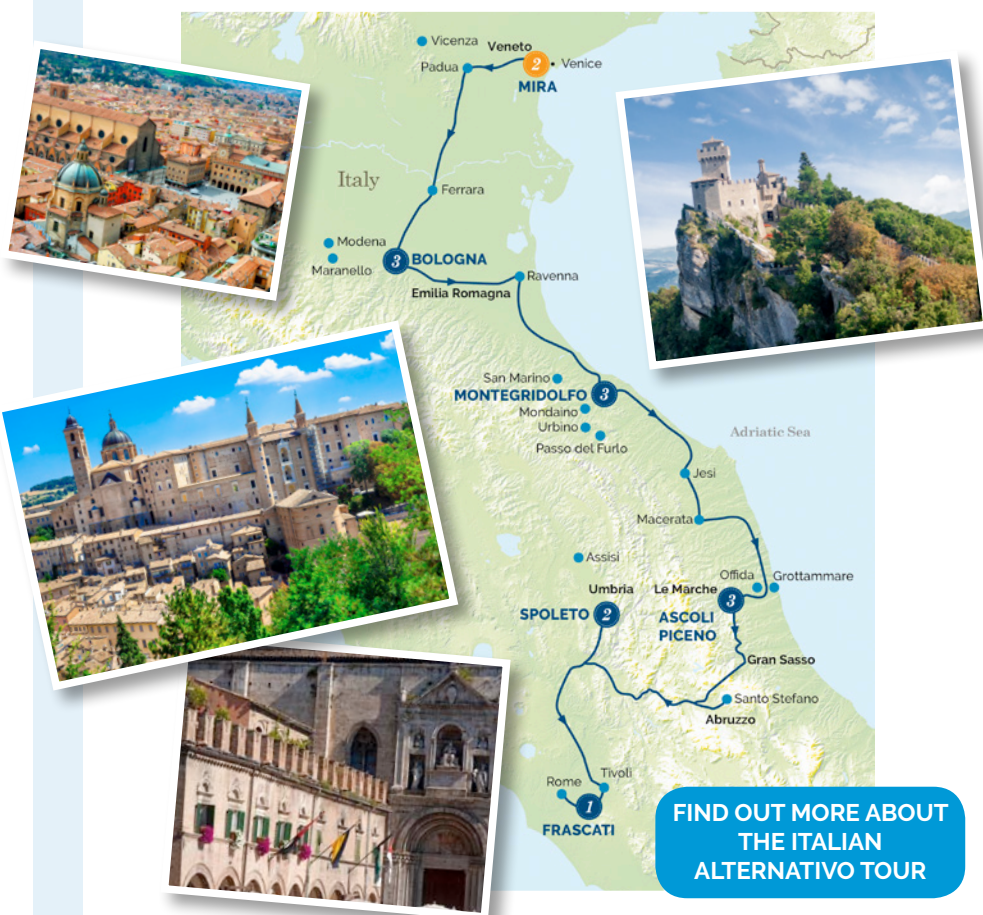 Vicenza
Veneto
Padua
2
Venice
MIRA
Italy
Ferrara
Modena
3
BOLOGNA
Maranello
Ravenna
Emilia Romagna
San Marino
MONTEGRIDOLFO
3
Mondaino
Urbino
Passo del Furlo
Adriatic Sea
Jesi
Macerata
Assisi
Offida
Grottammare
Umbria
Le Marche
SPOLETO
2
3
ASCOLI
PICENO
Gran Sasso
Santo Stefano
Abruzzo
Tivoli
Rome
1
FRASCATI
FIND OUT MORE ABOUT
THE ITALIAN
ALTERNATIVO TOUR